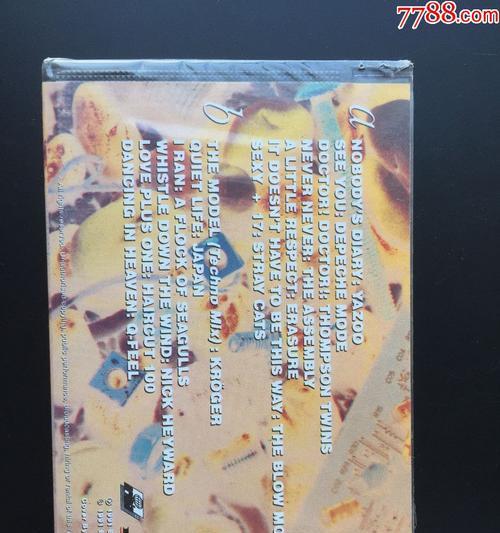 7788.com
a
NOBODY'S DIARY: YAZOO
SEE YOU: DEPECHE MODE
DOCTOR! DOCTOR!: THOMPSON TWINS
NEVER NEVER: THE ASSEMBLY
A LITTLE RESPECT: ERASURE
IT DOESN'T HAVE TO BE THIS WAY: THE BLOW MO
SEXY + 17: STRAY CATS
b
THE MODEL (Techno Mix): KRÖGER
QUIET LIFE: JAPAN
I RAN: A FLOCK OF SEAGULLS
WHISTLE DOWN THE WIND: NICK HEYWARD
LOVE PLUS ONE: HAIRCUT 100
DANCING IN HEAVEN: Q-FEEL